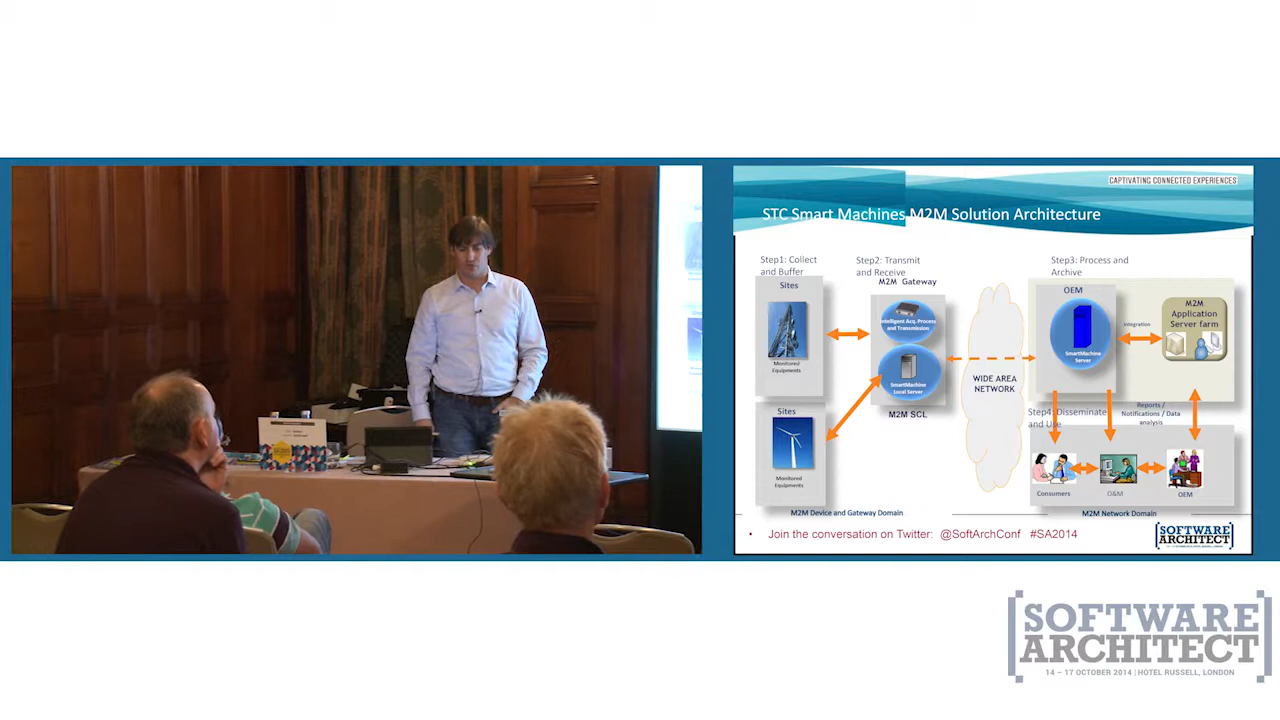 CAPTIVATING CONNECTED EXPERIENCES
STC Smart Machines M2M Solution Architecture
Step1: Collect
and Buffer
Step2: Transmit
and Receive
Step3: Process and
Archive
Sites
Monitored
Equipments
Sites
Monitored
Equipments
M2M Gateway
Intelligent Acq. Process
and Transmission
SmartMachine
Local Server
M2M SCL
WIDE AREA
NETWORK
OEM
SmartMachine
Server
Integration
M2M
Application
Server farm
Step4: Disseminate
and Use
Reports /
Notifications / Data
analysis
Consumers
O&M
OEM
M2M Device and Gateway Domain
M2M Network Domain
• Join the conversation on Twitter: @SoftArchConf #SA2014
SOFTWARE
ARCHITECT
SOFTWARE
ARCHITECT
14 – 17 OCTOBER 2014 | HOTEL RUSSELL, LONDON